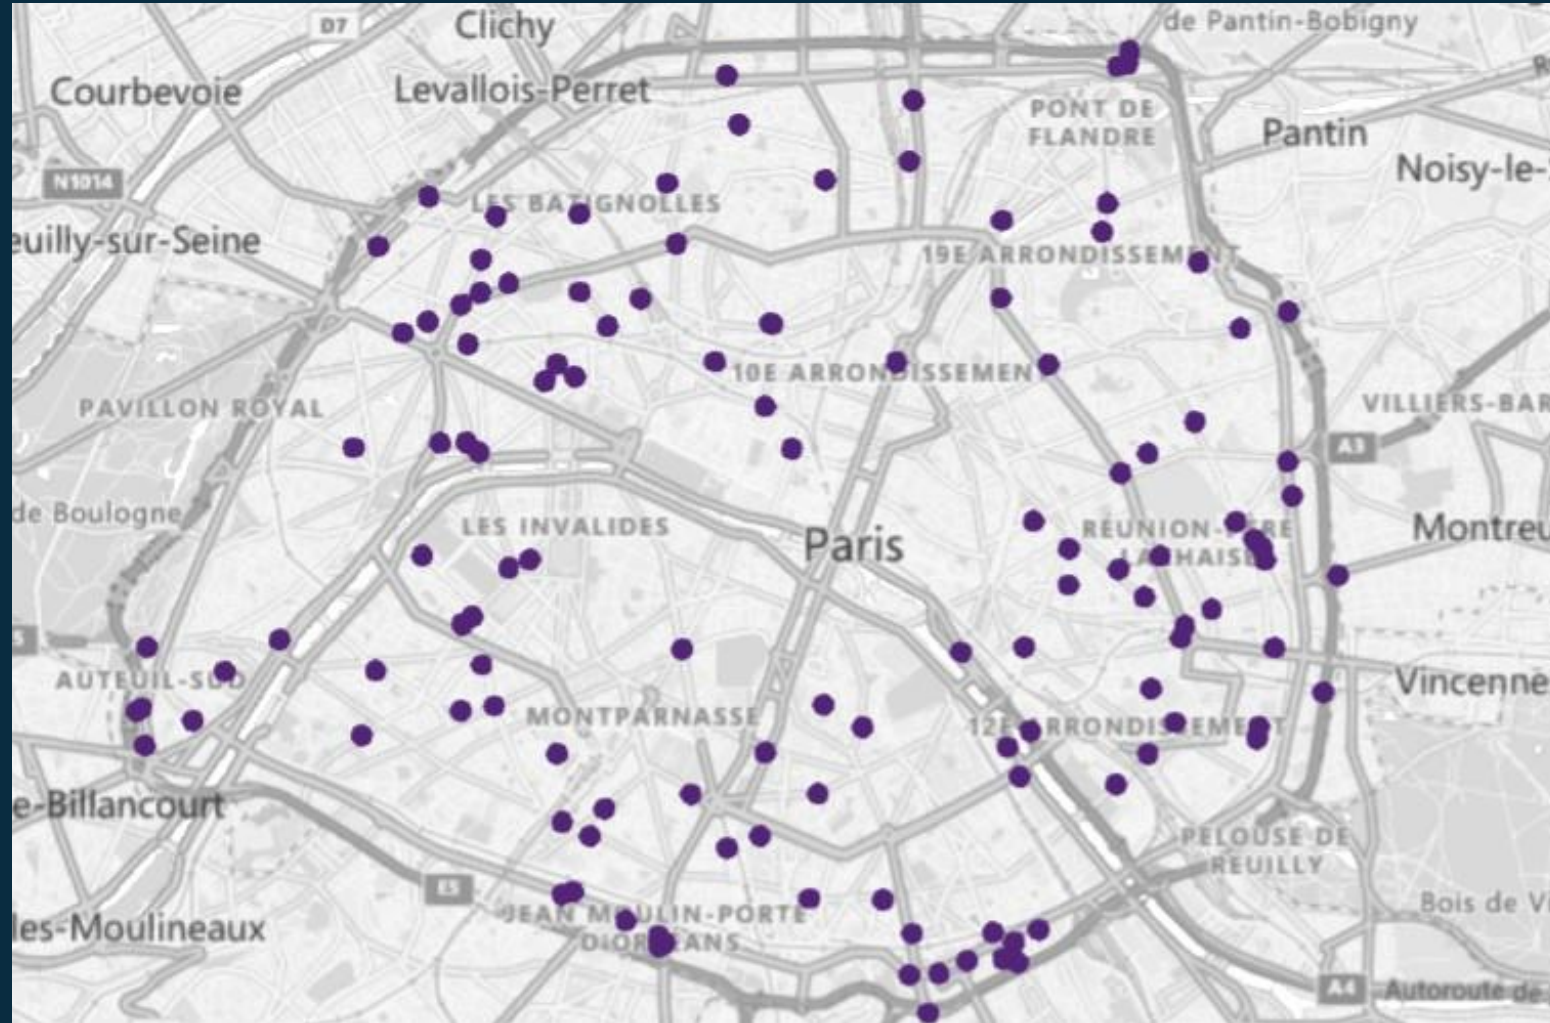 D7
Clichy
de Pantin-Bobigny
Courbevoie
Levallois-Perret
PONT DE
FLANDRE
Pantin
N1014
Noisy-le-
LES BATIGNOLLES
euilly-sur-Seine
19E ARRONDISSEMENT
10E ARRONDISSEMEN
PAVILLON ROYAL
VILLIERS-BAR
A3
de Boulogne
LES INVALIDES
Paris
RÉUNION-PÈRE
LACHAISE
Montreu
AUTEUIL-SUD
Vincenne
MONTPARNASSE
12E ARRONDISSEMENT
e-Billancourt
PELOUSE DE
REUILLY
E5
Bois de Vi
JEAN MOULIN-PORTE
D'ORLÉANS
les-Moulineaux
A4
Autoroute de